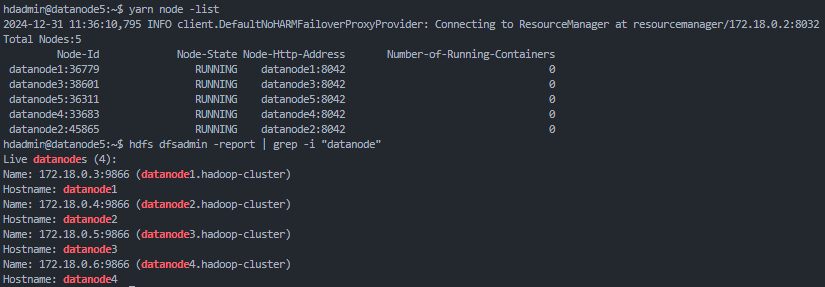 hdadmin@datanode5:~$ yarn node -list
2024-12-31 11:36:10,795 INFO client.DefaultNoHARMFailoverProxyProvider: Connecting to ResourceManager at resourcemanager/172.18.0.2:8032
Total Nodes:5
Node-Id Node-State Node-Http-Address Number-of-Running-Containers
datanode1:36779 RUNNING datanode1:8042 0
datanode3:38601 RUNNING datanode3:8042 0
datanode5:36311 RUNNING datanode5:8042 0
datanode4:33683 RUNNING datanode4:8042 0
datanode2:45865 RUNNING datanode2:8042 0
hdadmin@datanode5:~$ hdfs dfsadmin -report | grep -i "datanode"
Live datanodes (4):
Name: 172.18.0.3:9866 (datanode1.hadoop-cluster)
Hostname: datanode1
Name: 172.18.0.4:9866 (datanode2.hadoop-cluster)
Hostname: datanode2
Name: 172.18.0.5:9866 (datanode3.hadoop-cluster)
Hostname: datanode3
Name: 172.18.0.6:9866 (datanode4.hadoop-cluster)
Hostname: datanode4